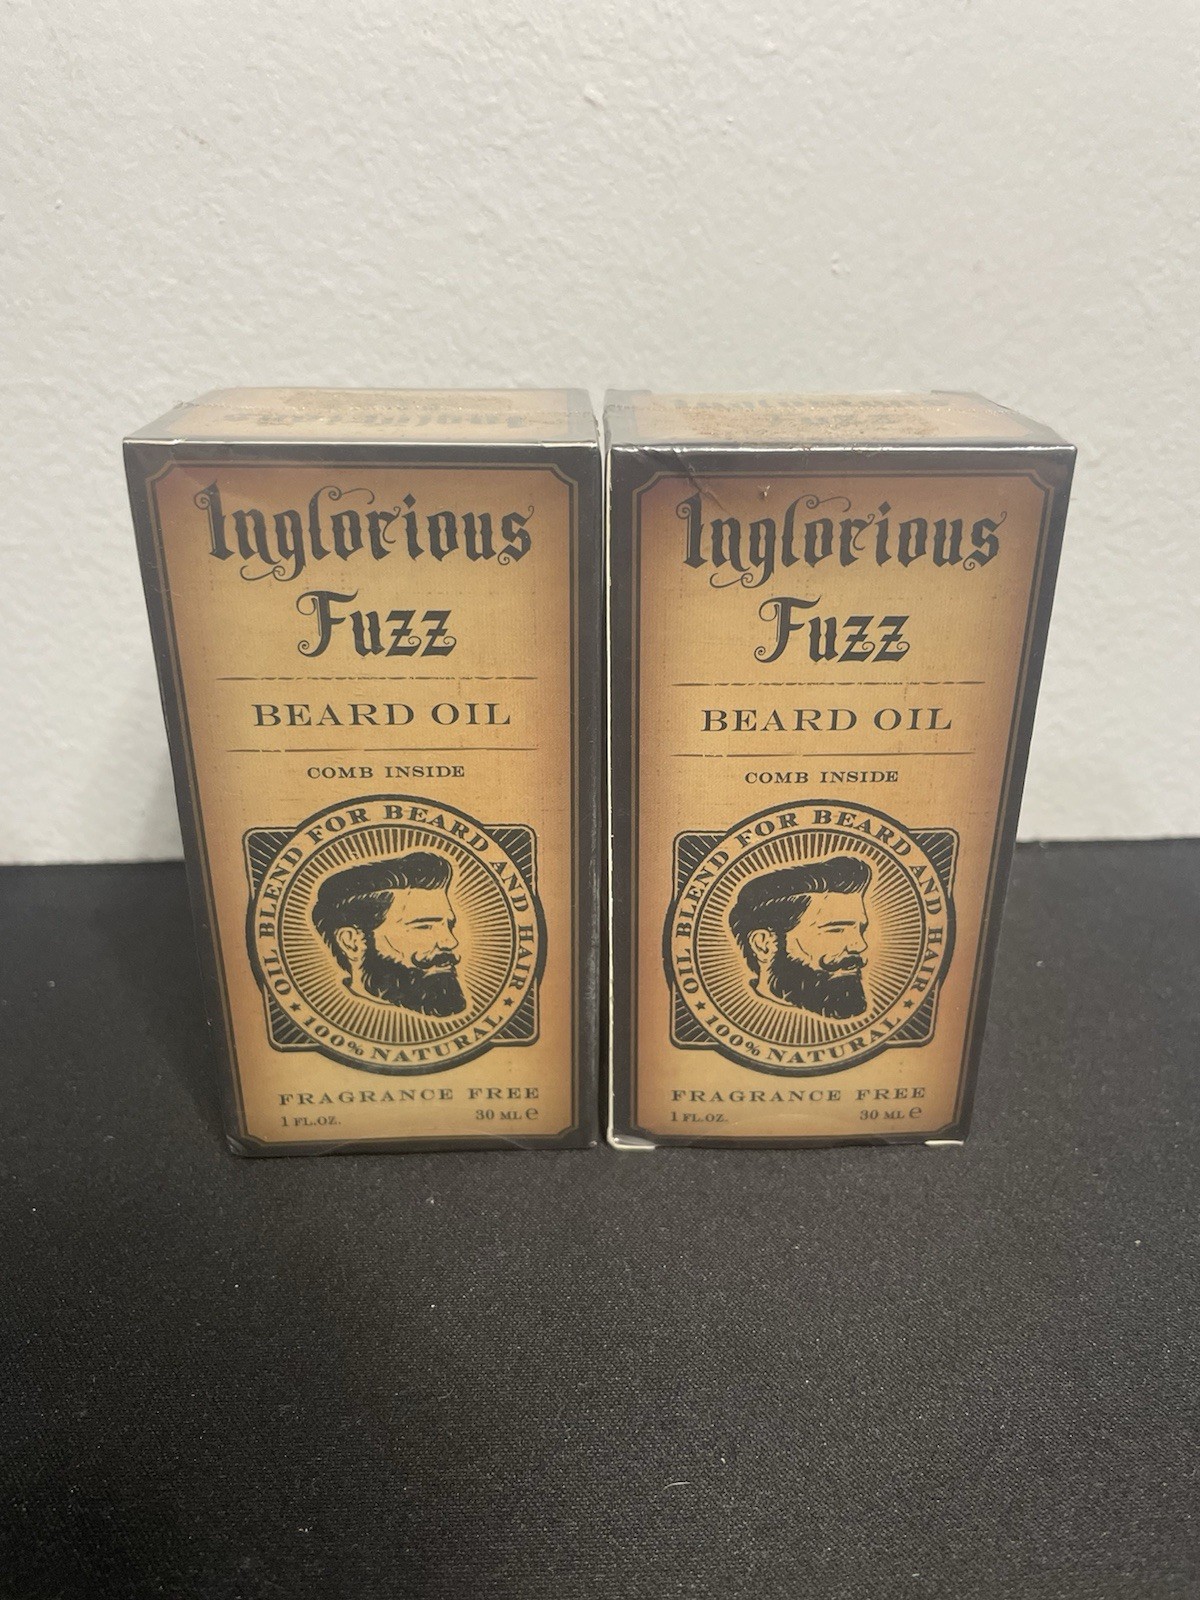 Inglorious
Fuzz
BEARD OIL
COMB INSIDE
OIL BLEND FOR BEARD AND HAIR
★ 100% NATURAL ★
FRAGRANCE FREE
1 FL.OZ. 30 ML ℮
Inglorious
Fuzz
BEARD OIL
COMB INSIDE
OIL BLEND FOR BEARD AND HAIR
★ 100% NATURAL ★
FRAGRANCE FREE
1 FL.OZ. 30 ML ℮